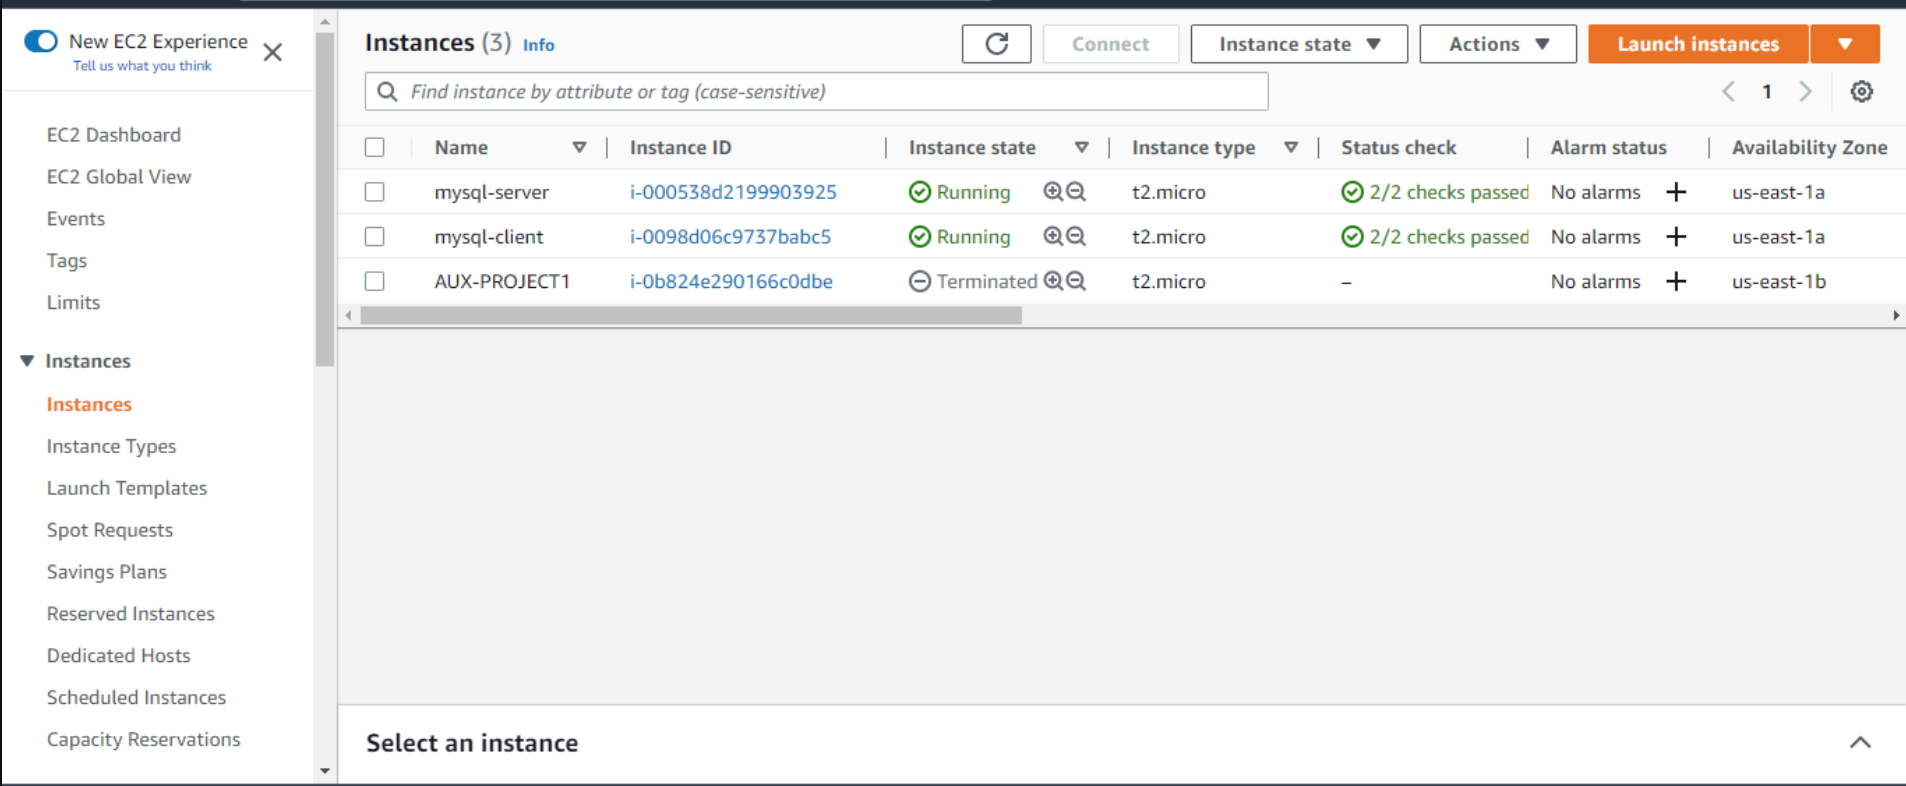 New EC2 Experience
Tell us what you think
EC2 Dashboard
EC2 Global View
Events
Tags
Limits
Instances
Instances
Instance Types
Launch Templates
Spot Requests
Savings Plans
Reserved Instances
Dedicated Hosts
Scheduled Instances
Capacity Reservations
Instances (3) Info
Connect Instance state Actions Launch instances
Find instance by attribute or tag (case-sensitive)
1
Name Instance ID Instance state Instance type Status check Alarm status Availability Zone
mysql-server i-000538d2199903925 Running t2.micro 2/2 checks passed No alarms + us-east-1a
mysql-client i-0098d06c9737babc5 Running t2.micro 2/2 checks passed No alarms + us-east-1a
AUX-PROJECT1 i-0b824e290166c0dbe Terminated t2.micro – No alarms + us-east-1b
Select an instance